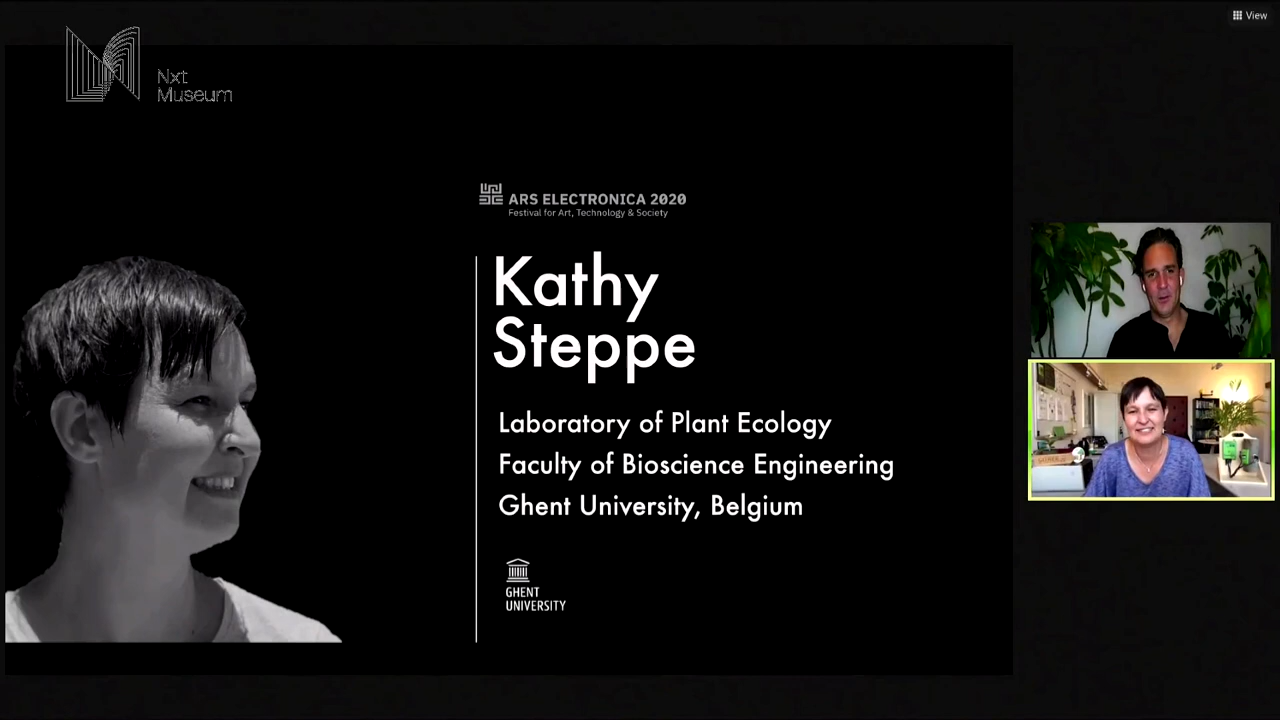 View
Nxt
Museum
ARS ELECTRONICA 2020
Festival for Art, Technology & Society
Kathy
Steppe
Laboratory of Plant Ecology
Faculty of Bioscience Engineering
Ghent University, Belgium
GHENT
UNIVERSITY